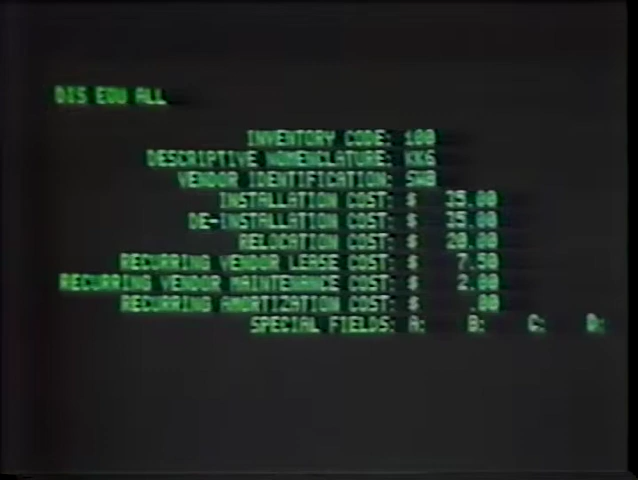 DIS EQU ALL
INVENTORY CODE: 100
DESCRIPTIVE NOMENCLATURE: KK6
VENDOR IDENTIFICATION: SWB
INSTALLATION COST: $ 35.00
DE-INSTALLATION COST: $ 35.00
RELOCATION COST: $ 20.00
RECURRING VENDOR LEASE COST: $ 7.50
RECURRING VENDOR MAINTENANCE COST: $ 2.00
RECURRING AMORTIZATION COST: $ .00
SPECIAL FIELDS: A: B: C: D: